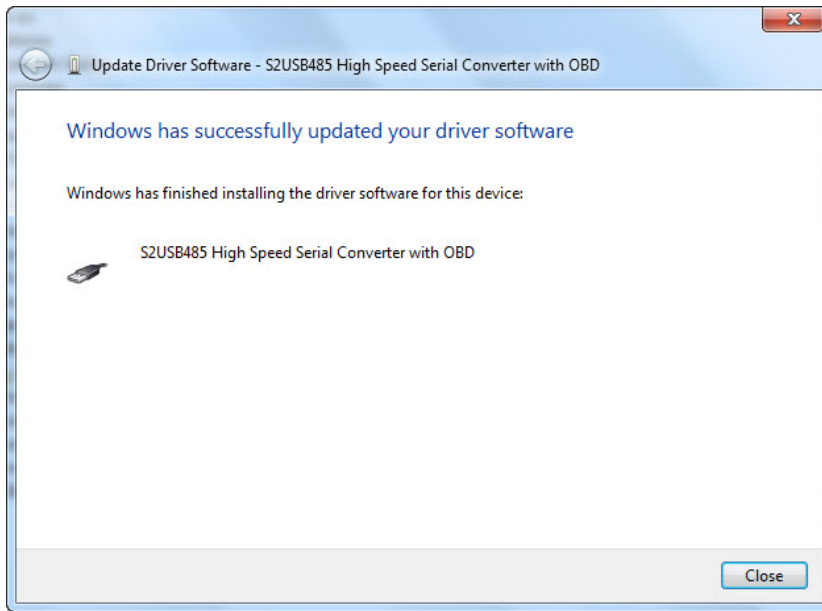 Update Driver Software - S2USB485 High Speed Serial Converter with OBD
Windows has successfully updated your driver software
Windows has finished installing the driver software for this device:
S2USB485 High Speed Serial Converter with OBD
Close